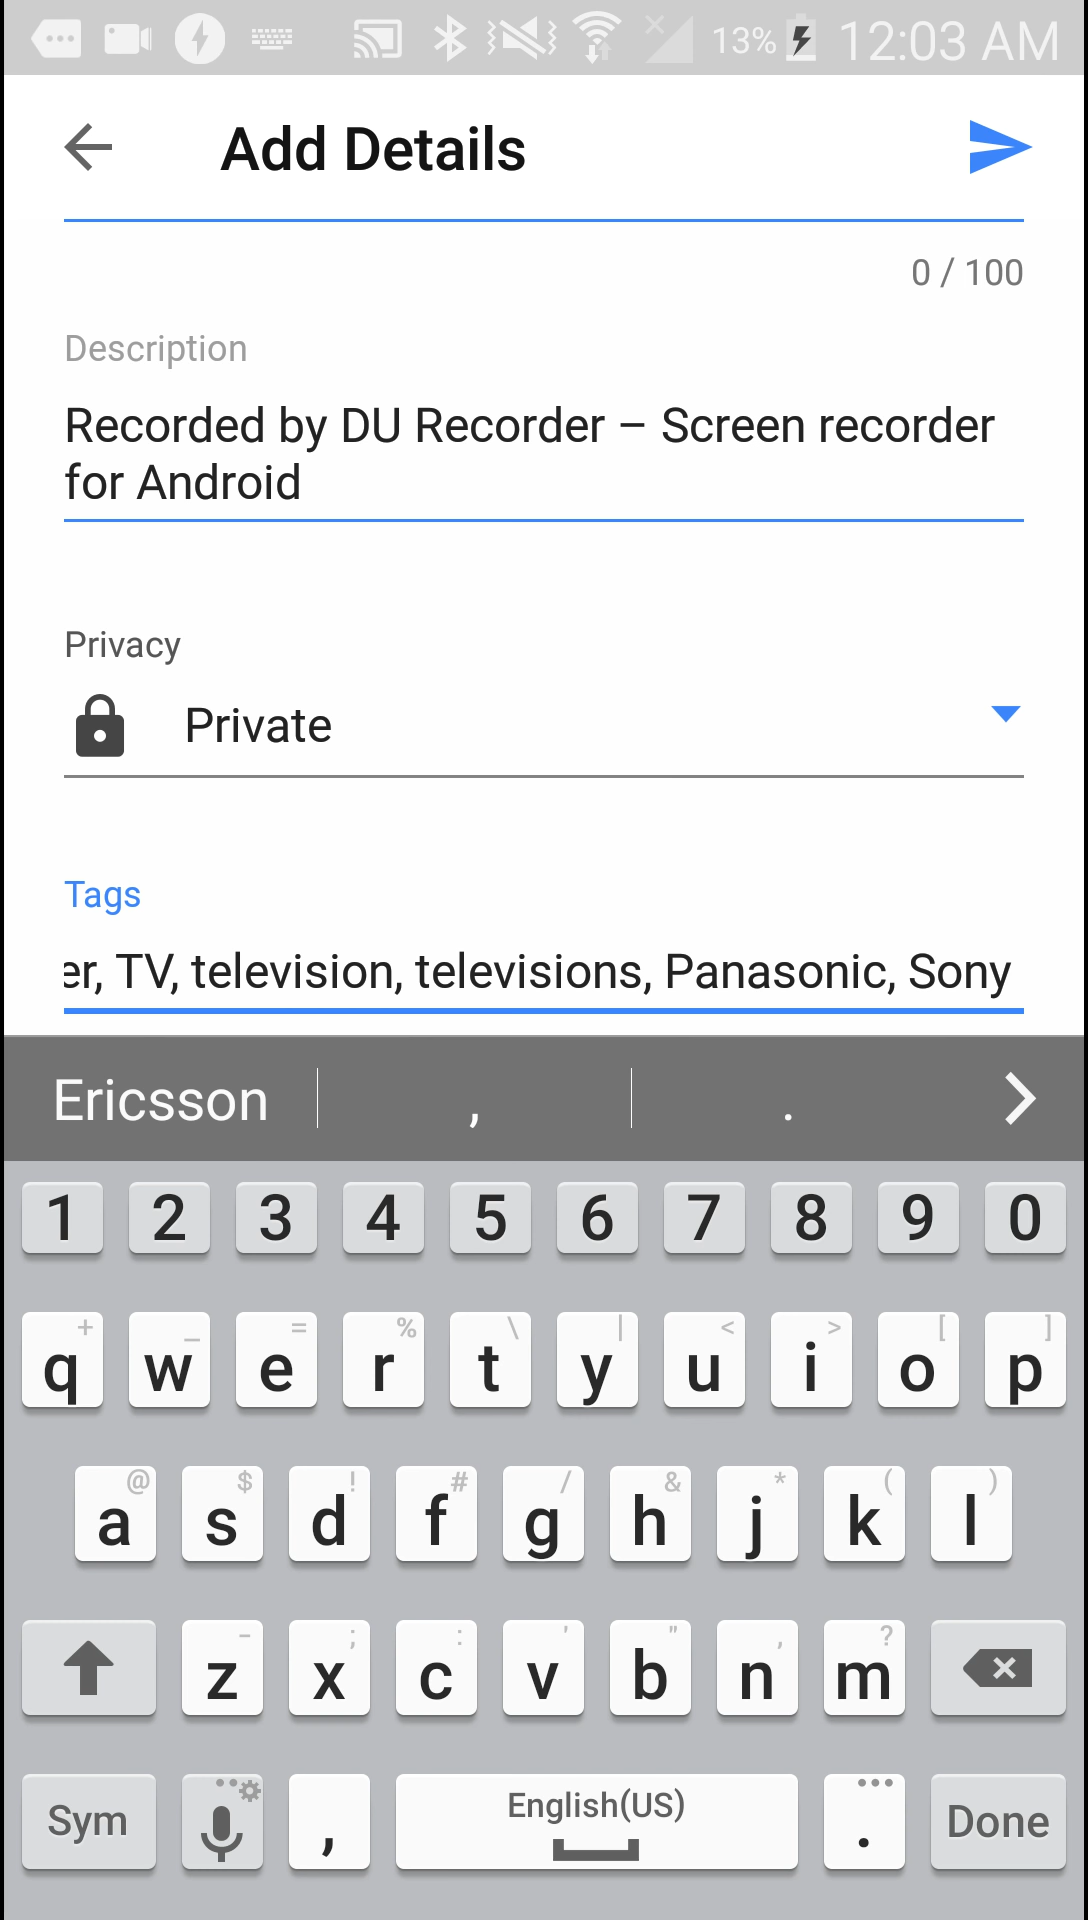 13% 12:03 AM
Add Details
0 / 100
Description
Recorded by DU Recorder – Screen recorder
for Android
Privacy
Private
Tags
er, TV, television, televisions, Panasonic, Sony
Ericsson , .
1 2 3 4 5 6 7 8 9 0
+ _ = % \ | < > [ ]
q w e r t y u i o p
@ $ ! # / & * ( )
a s d f g h j k l
- ; : ' " , ?
z x c v b n m
Sym , English(US) . Done